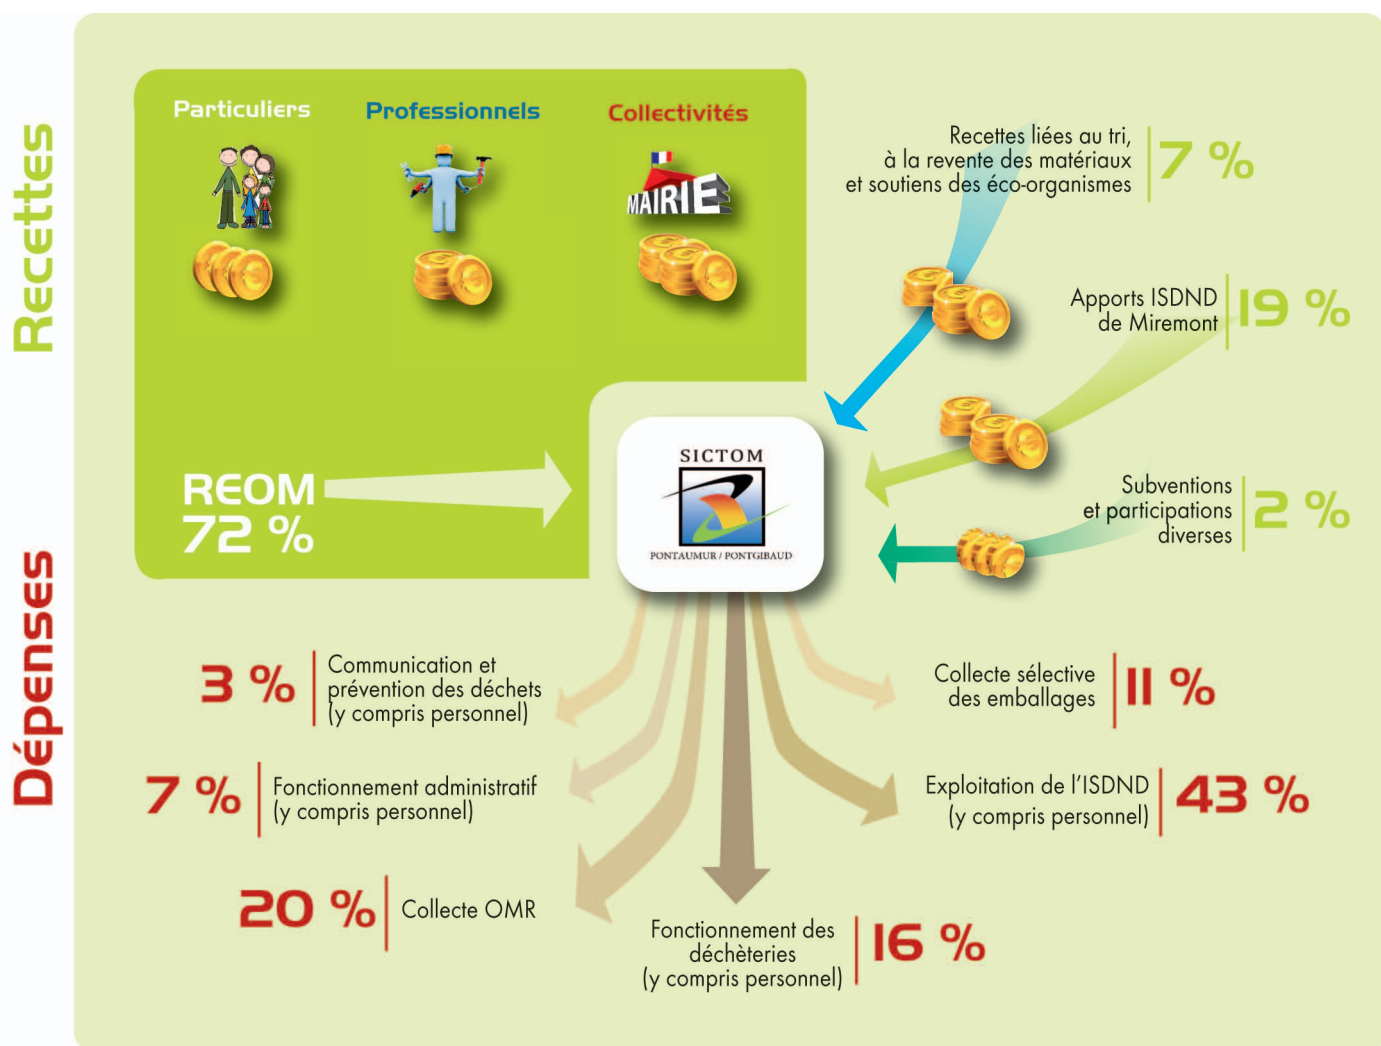 Recettes
Particuliers
Professionnels
Collectivités
MAIRIE
Recettes liées au tri,
à la revente des matériaux
et soutiens des éco-organismes
7 %
Apports ISDND
de Miremont
19 %
Subventions
et participations
diverses
2 %
REOM
72 %
SICTOM
PONTAUMUR / PONTGIBAUD
Dépenses
3 %
Communication et
prévention des déchets
(y compris personnel)
7 %
Fonctionnement administratif
(y compris personnel)
20 %
Collecte OMR
Fonctionnement des
déchèteries
(y compris personnel)
16 %
Collecte sélective
des emballages
11 %
Exploitation de l'ISDND
(y compris personnel)
43 %